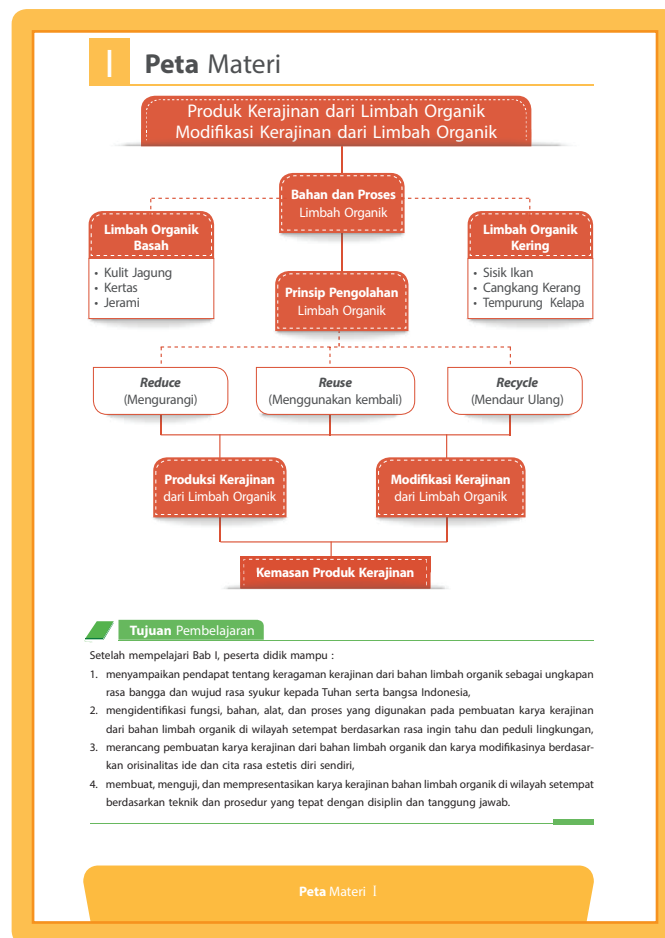 I
Peta Materi
Produk Kerajinan dari Limbah Organik
Modifikasi Kerajinan dari Limbah Organik
Bahan dan Proses
Limbah Organik
Limbah Organik
Basah
• Kulit Jagung
• Kertas
• Jerami
Limbah Organik
Kering
• Sisik Ikan
• Cangkang Kerang
• Tempurung Kelapa
Prinsip Pengolahan
Limbah Organik
Reduce
(Mengurangi)
Reuse
(Menggunakan kembali)
Recycle
(Mendaur Ulang)
Produksi Kerajinan
dari Limbah Organik
Modifikasi Kerajinan
dari Limbah Organik
Kemasan Produk Kerajinan
Tujuan Pembelajaran
Setelah mempelajari Bab I, peserta didik mampu :
1. menyampaikan pendapat tentang keragaman kerajinan dari bahan limbah organik sebagai ungkapan
rasa bangga dan wujud rasa syukur kepada Tuhan serta bangsa Indonesia,
2. mengidentifikasi fungsi, bahan, alat, dan proses yang digunakan pada pembuatan karya kerajinan
dari bahan limbah organik di wilayah setempat berdasarkan rasa ingin tahu dan peduli lingkungan,
3. merancang pembuatan karya kerajinan dari bahan limbah organik dan karya modifikasinya berdasar-
kan orisinalitas ide dan cita rasa estetis diri sendiri,
4. membuat, menguji, dan mempresentasikan karya kerajinan bahan limbah organik di wilayah setempat
berdasarkan teknik dan prosedur yang tepat dengan disiplin dan tanggung jawab.
Peta Materi I